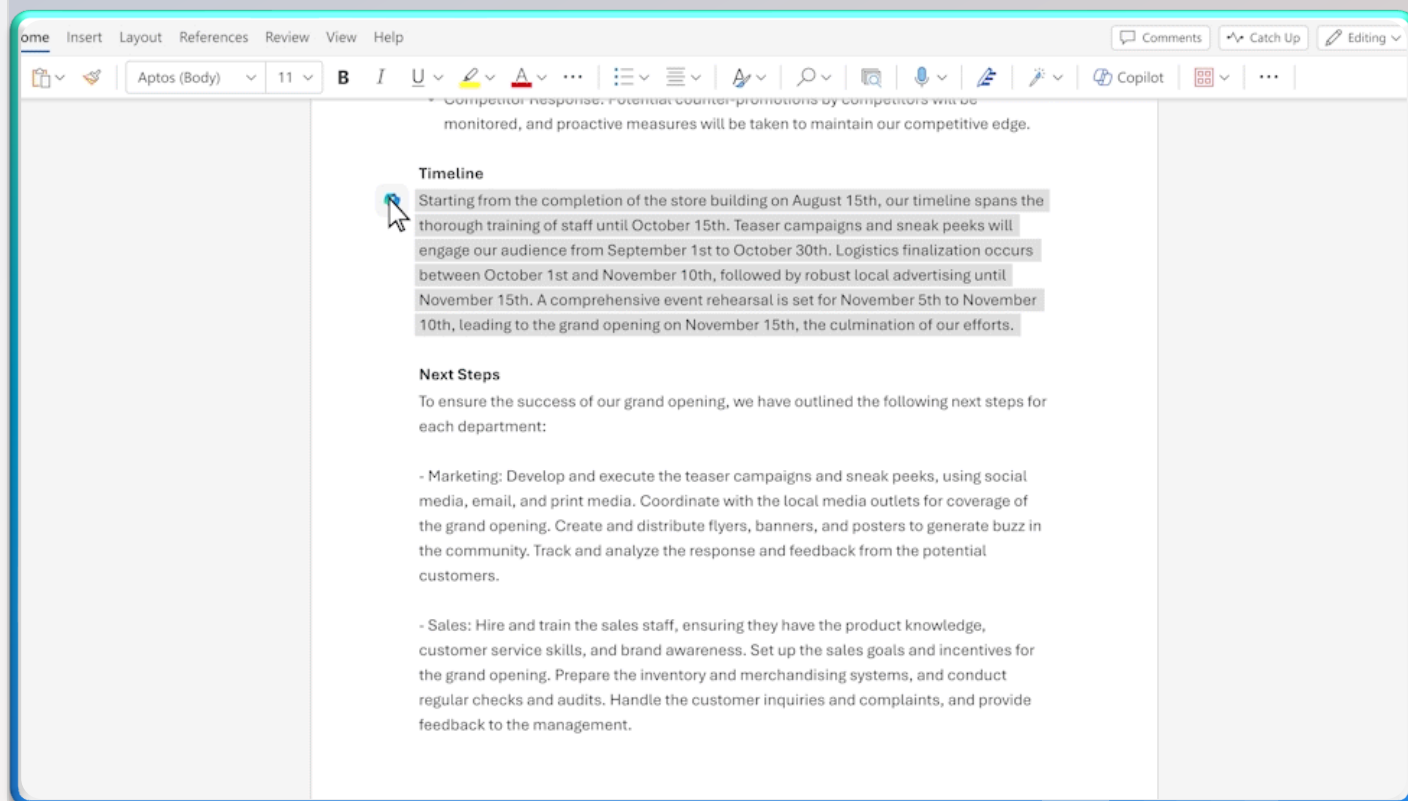 ome Insert Layout References Review View Help Comments Catch Up Editing
Aptos (Body) 11 B I U A A Copilot
Competitor Response: Potential counter-promotions by competitors will be
monitored, and proactive measures will be taken to maintain our competitive edge.
Timeline
Starting from the completion of the store building on August 15th, our timeline spans the
thorough training of staff until October 15th. Teaser campaigns and sneak peeks will
engage our audience from September 1st to October 30th. Logistics finalization occurs
between October 1st and November 10th, followed by robust local advertising until
November 15th. A comprehensive event rehearsal is set for November 5th to November
10th, leading to the grand opening on November 15th, the culmination of our efforts.
Next Steps
To ensure the success of our grand opening, we have outlined the following next steps for
each department:
- Marketing: Develop and execute the teaser campaigns and sneak peeks, using social
media, email, and print media. Coordinate with the local media outlets for coverage of
the grand opening. Create and distribute flyers, banners, and posters to generate buzz in
the community. Track and analyze the response and feedback from the potential
customers.
- Sales: Hire and train the sales staff, ensuring they have the product knowledge,
customer service skills, and brand awareness. Set up the sales goals and incentives for
the grand opening. Prepare the inventory and merchandising systems, and conduct
regular checks and audits. Handle the customer inquiries and complaints, and provide
feedback to the management.